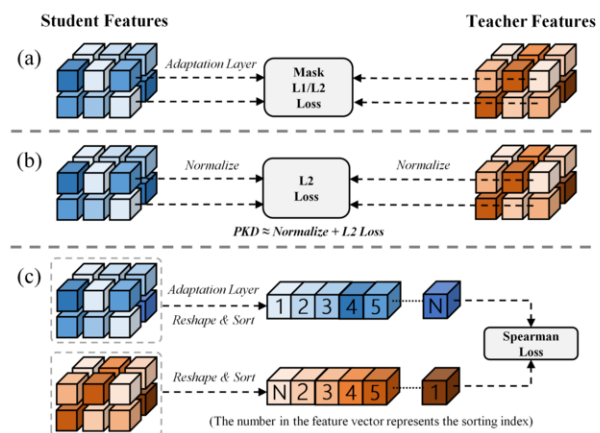 Student Features
Teacher Features
(a)
Adaptation Layer
Mask
L1/L2
Loss
(b)
Normalize
L2
Loss
Normalize
PKD ≈ Normalize + L2 Loss
(c)
Adaptation Layer
Reshape & Sort
1 2 3 4 5 N
Spearman
Loss
Reshape & Sort
N 2 3 4 5 1
(The number in the feature vector represents the sorting index)